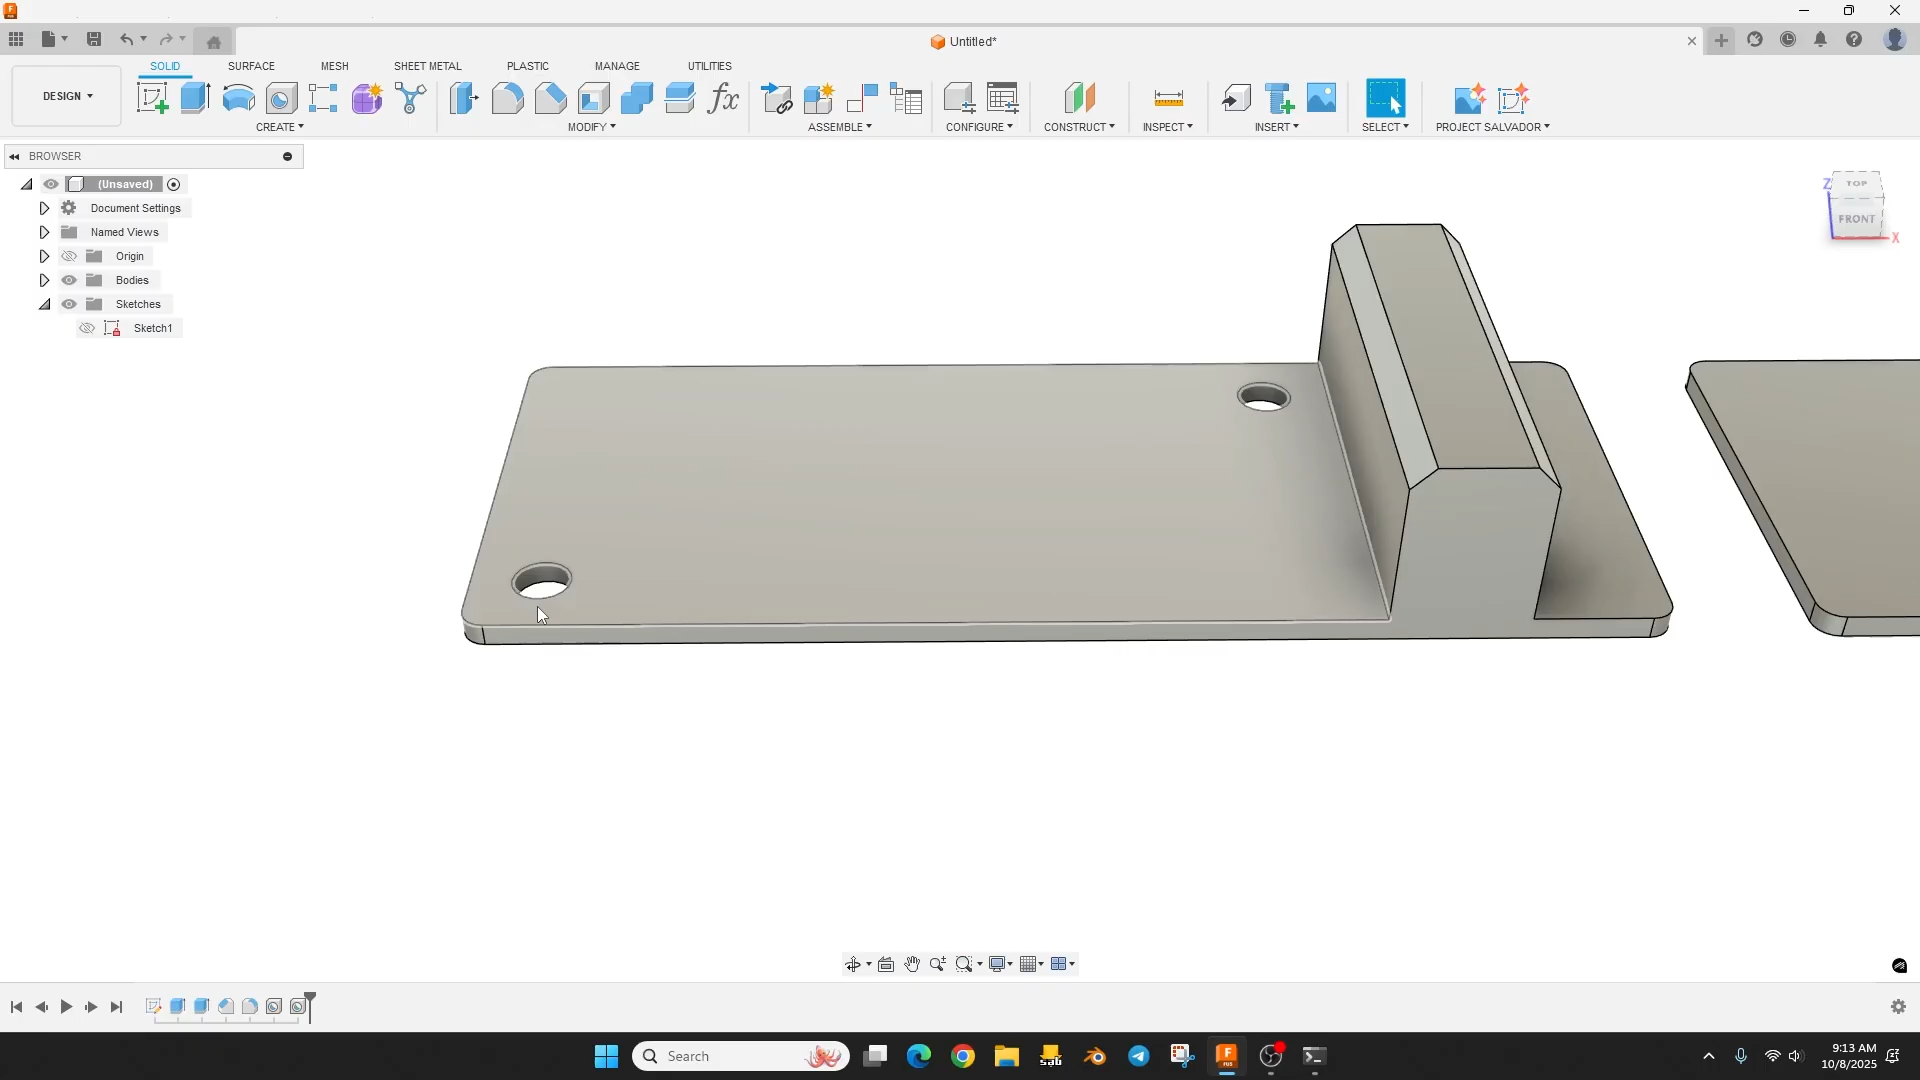 Untitled*
DESIGN
SOLID
SURFACE
MESH
SHEET METAL
PLASTIC
MANAGE
UTILITIES
CREATE
MODIFY
ASSEMBLE
CONFIGURE
CONSTRUCT
INSPECT
INSERT
SELECT
PROJECT SALVADOR
BROWSER
(Unsaved)
Document Settings
Named Views
Origin
Bodies
Sketches
Sketch1
TOP
FRONT
Z
X
Search
9:13 AM
10/8/2025